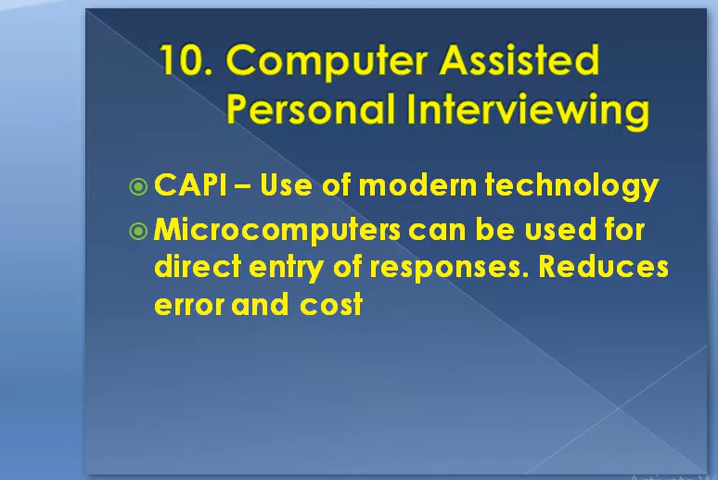 10. Computer Assisted
Personal Interviewing
CAPI – Use of modern technology
Microcomputers can be used for
direct entry of responses. Reduces
error and cost